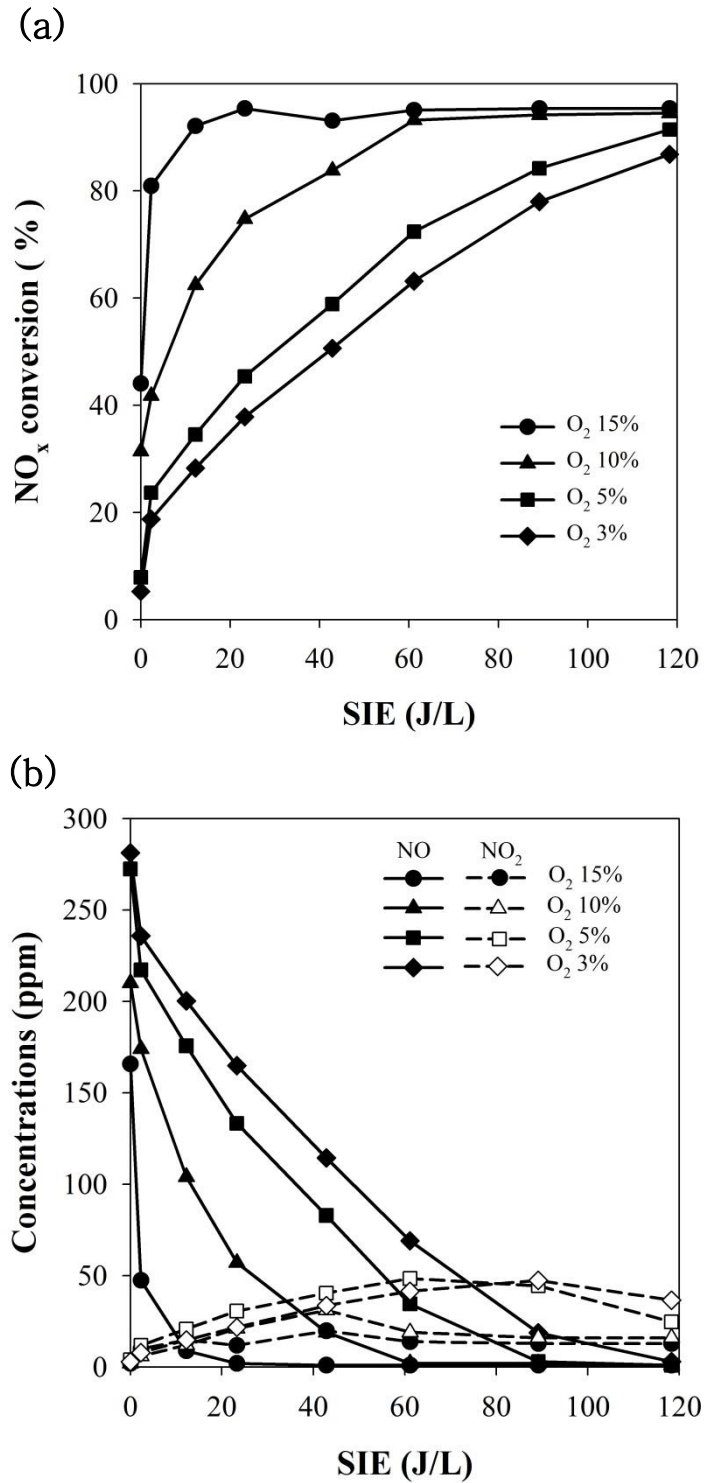 (a)
100
80
60
40
20
0
NOx conversion ( % )
O2 15%
O2 10%
O2 5%
O2 3%
0 20 40 60 80 100 120
SIE (J/L)
(b)
300
250
200
150
100
50
0
Concentrations (ppm)
NO NO2
O2 15%
O2 10%
O2 5%
O2 3%
0 20 40 60 80 100 120
SIE (J/L)